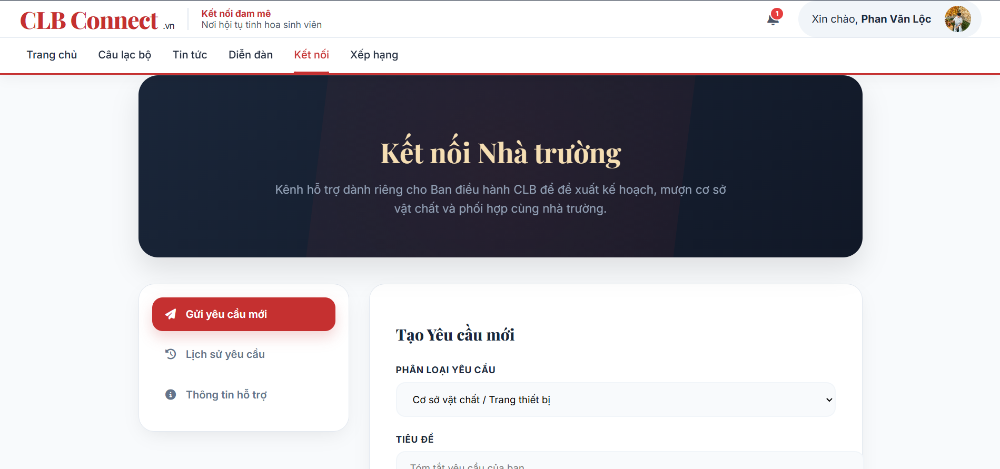 CLB Connect .vn
Kết nối đam mê
Nơi hội tụ tinh hoa sinh viên
1
Xin chào, Phan Văn Lộc
Trang chủ
Câu lạc bộ
Tin tức
Diễn đàn
Kết nối
Xếp hạng
Kết nối Nhà trường
Kênh hỗ trợ dành riêng cho Ban điều hành CLB để đề xuất kế hoạch, mượn cơ sở
vật chất và phối hợp cùng nhà trường.
Gửi yêu cầu mới
Lịch sử yêu cầu
Thông tin hỗ trợ
Tạo Yêu cầu mới
PHÂN LOẠI YÊU CẦU
Cơ sở vật chất / Trang thiết bị
TIÊU ĐỀ
Tóm tắt yêu cầu của bạn